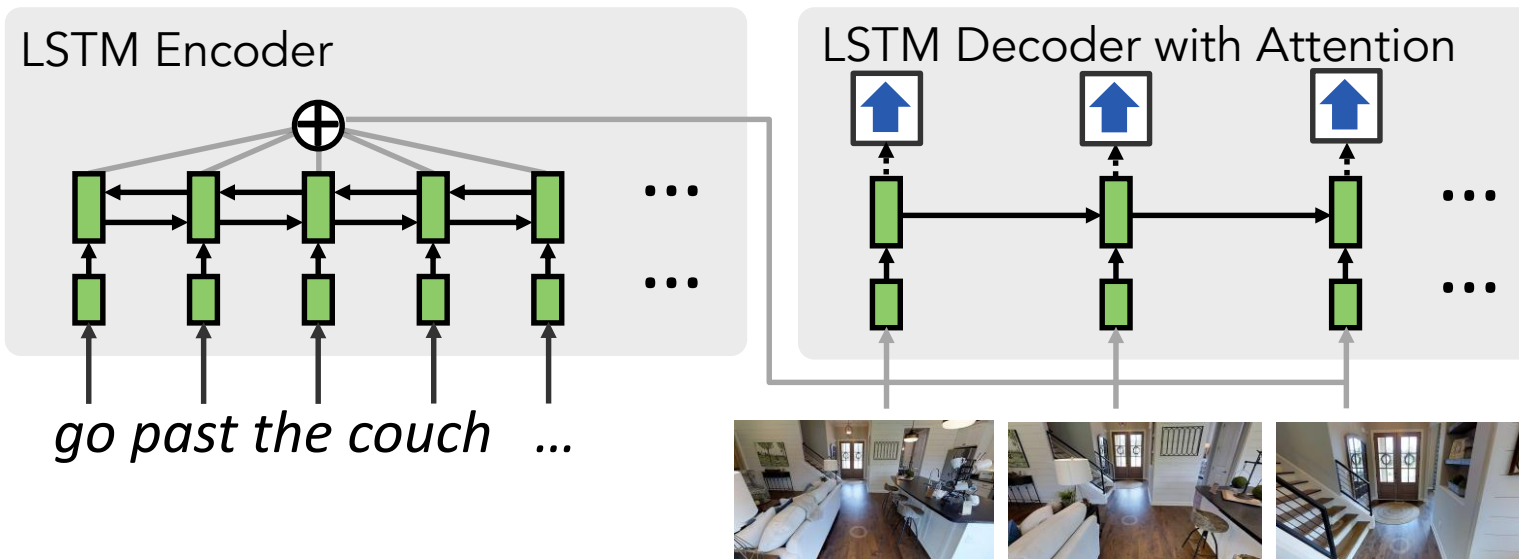 LSTM Encoder
LSTM Decoder with Attention
...
...
...
...
go past the couch ...